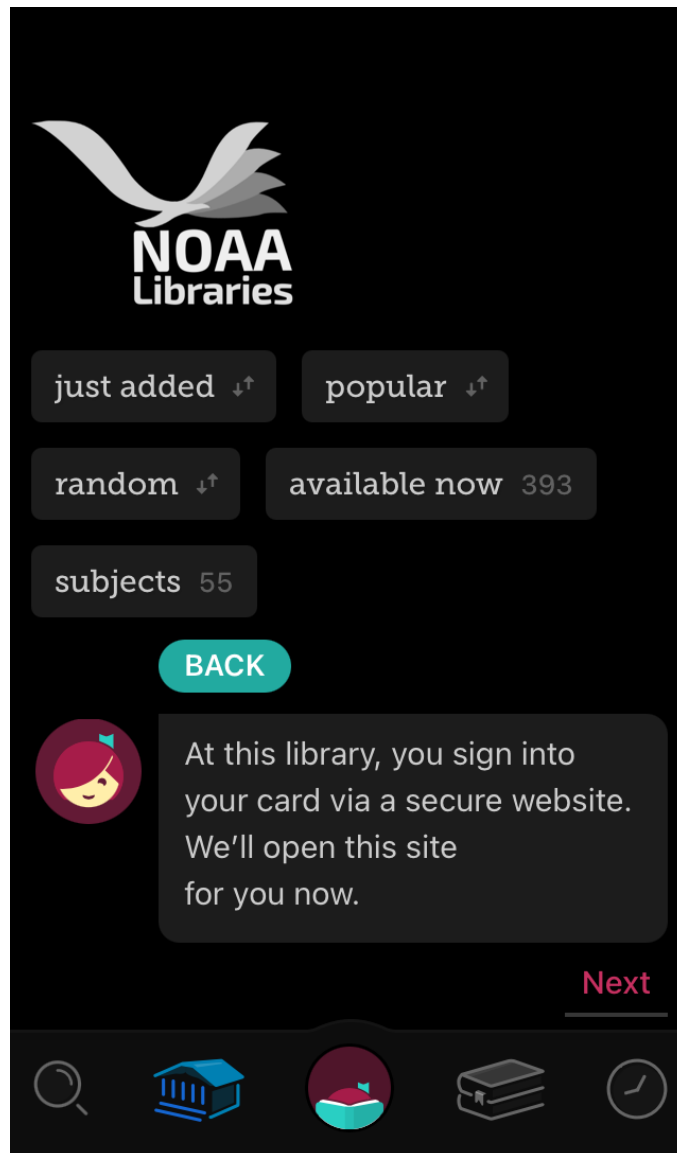 NOAA
Libraries
just added
popular
random
available now 393
subjects 55
BACK
At this library, you sign into
your card via a secure website.
We’ll open this site
for you now.
Next